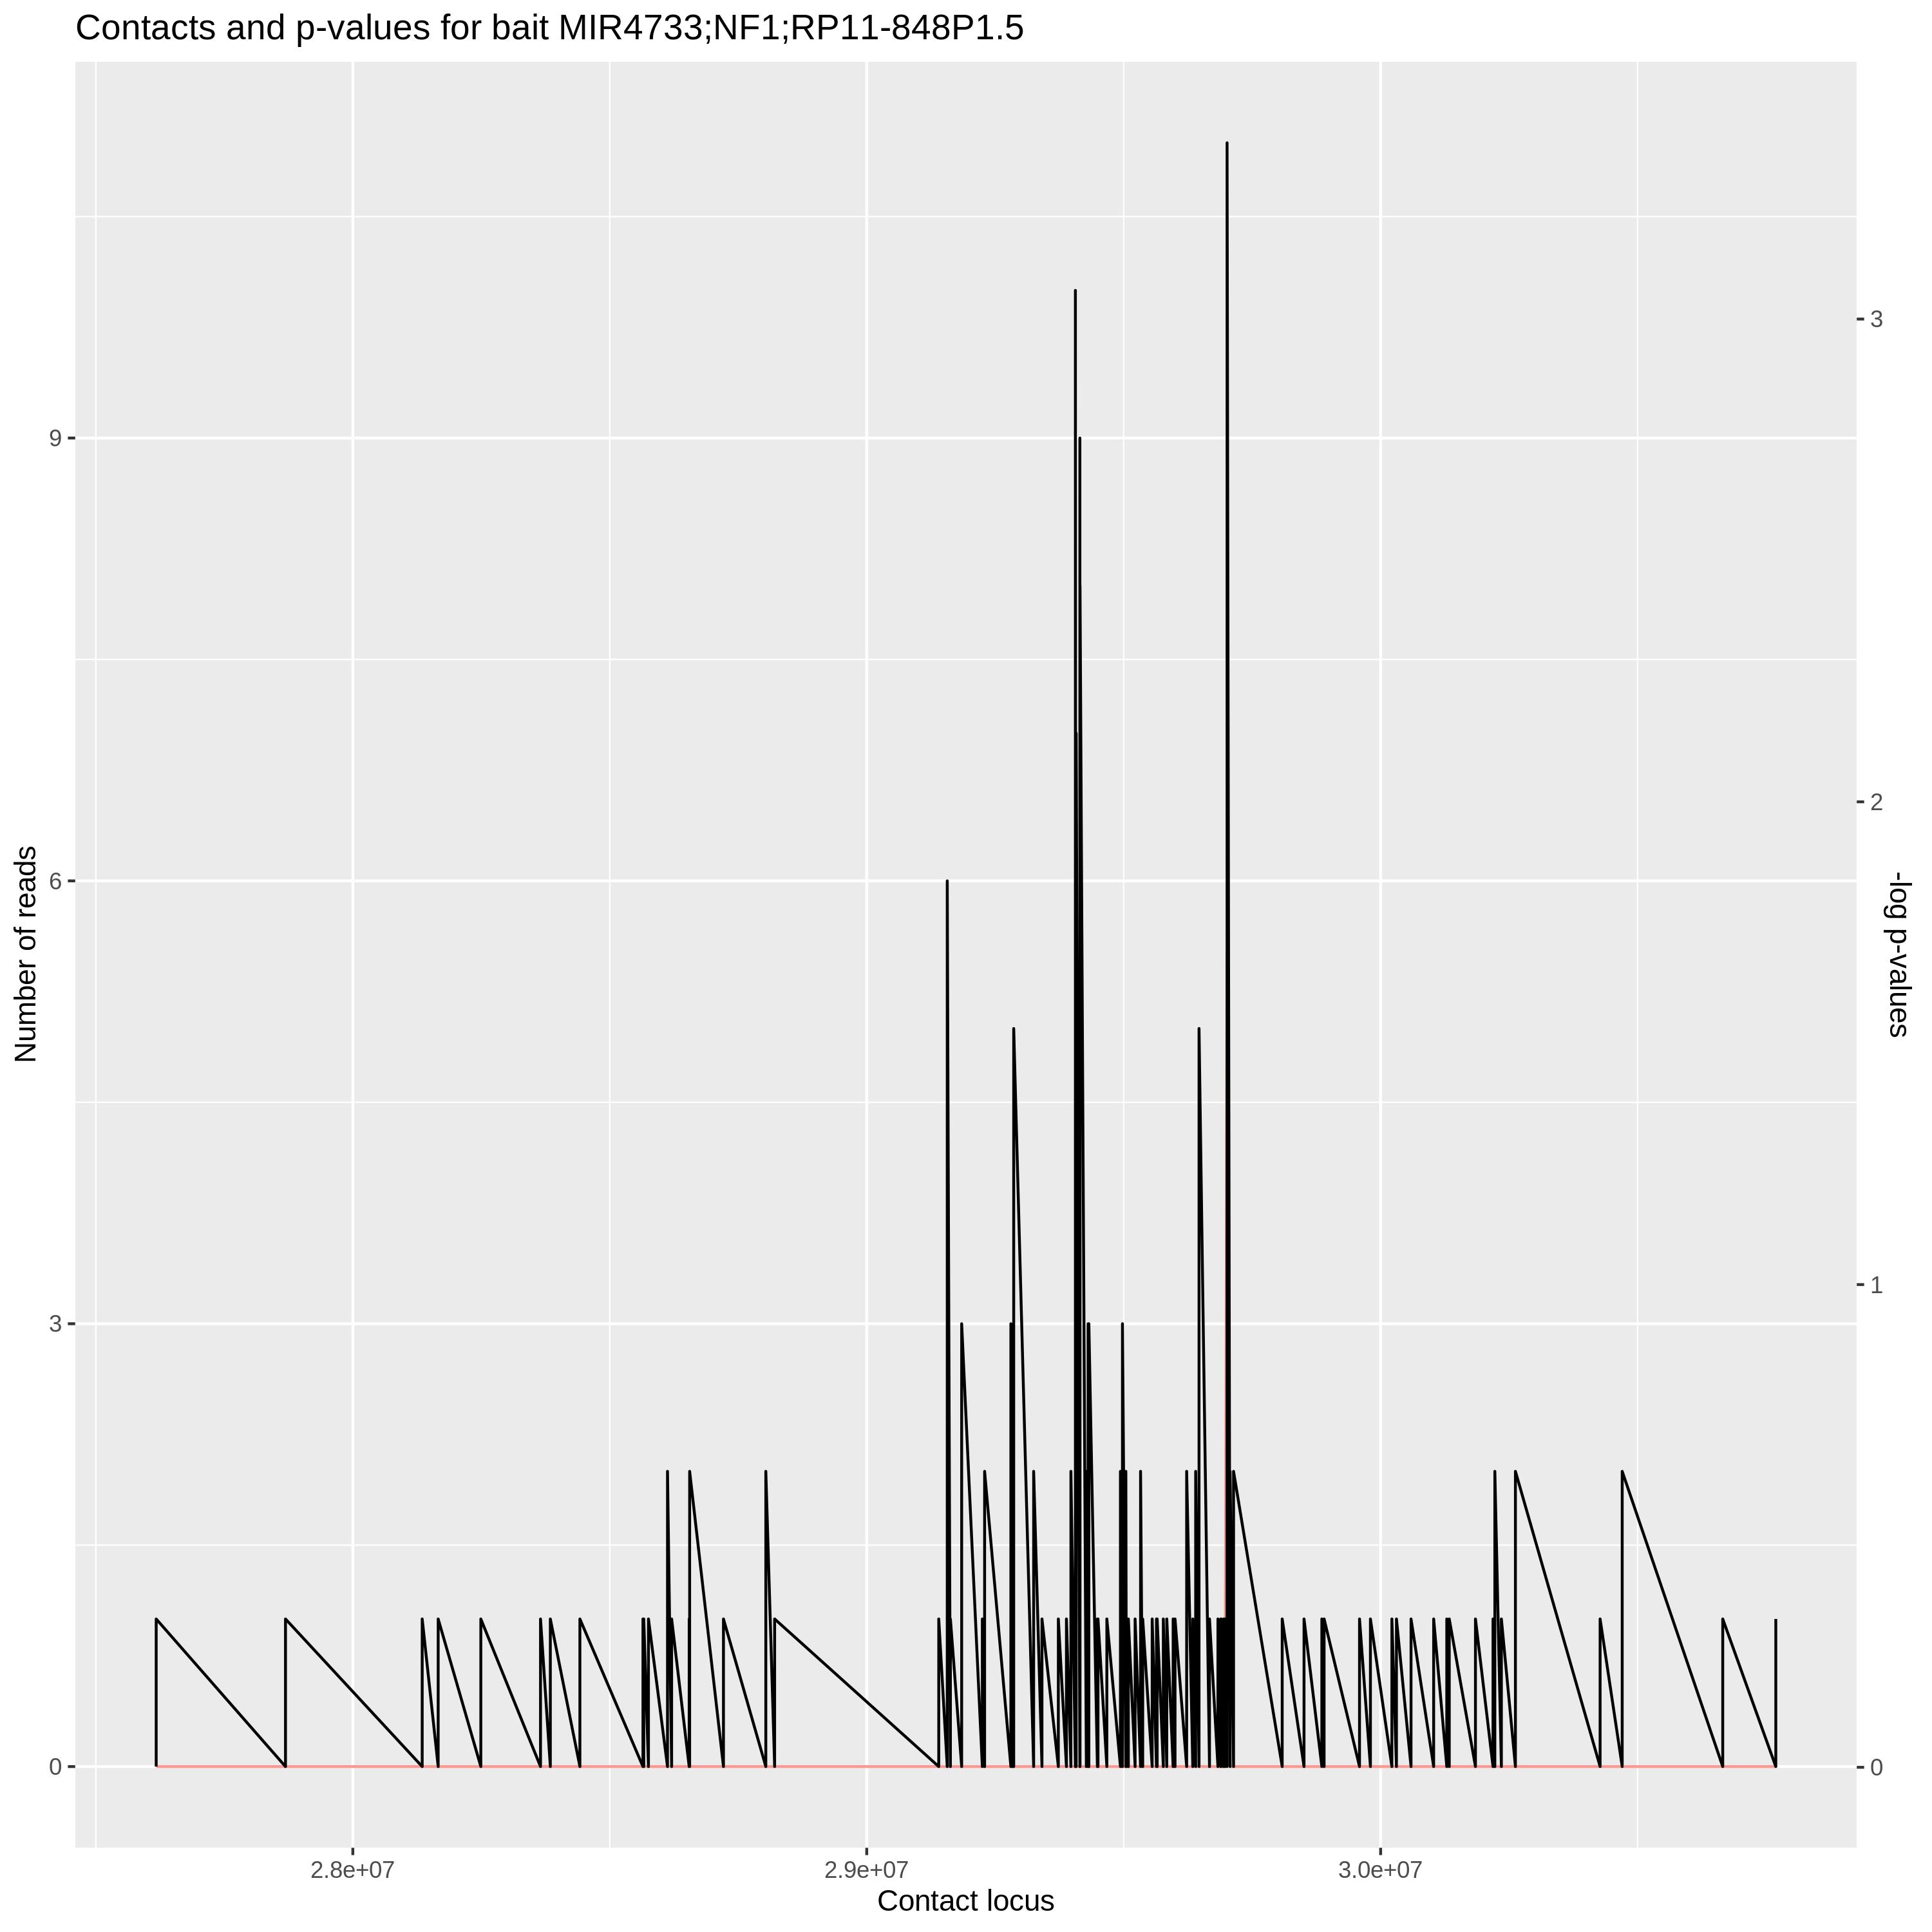 Contacts and p-values for bait MIR4733;NF1;RP11-848P1.5
9
6
3
0
Number of reads
3
2
1
0
-log p-values
2.8e+07
2.9e+07
3.0e+07
Contact locus